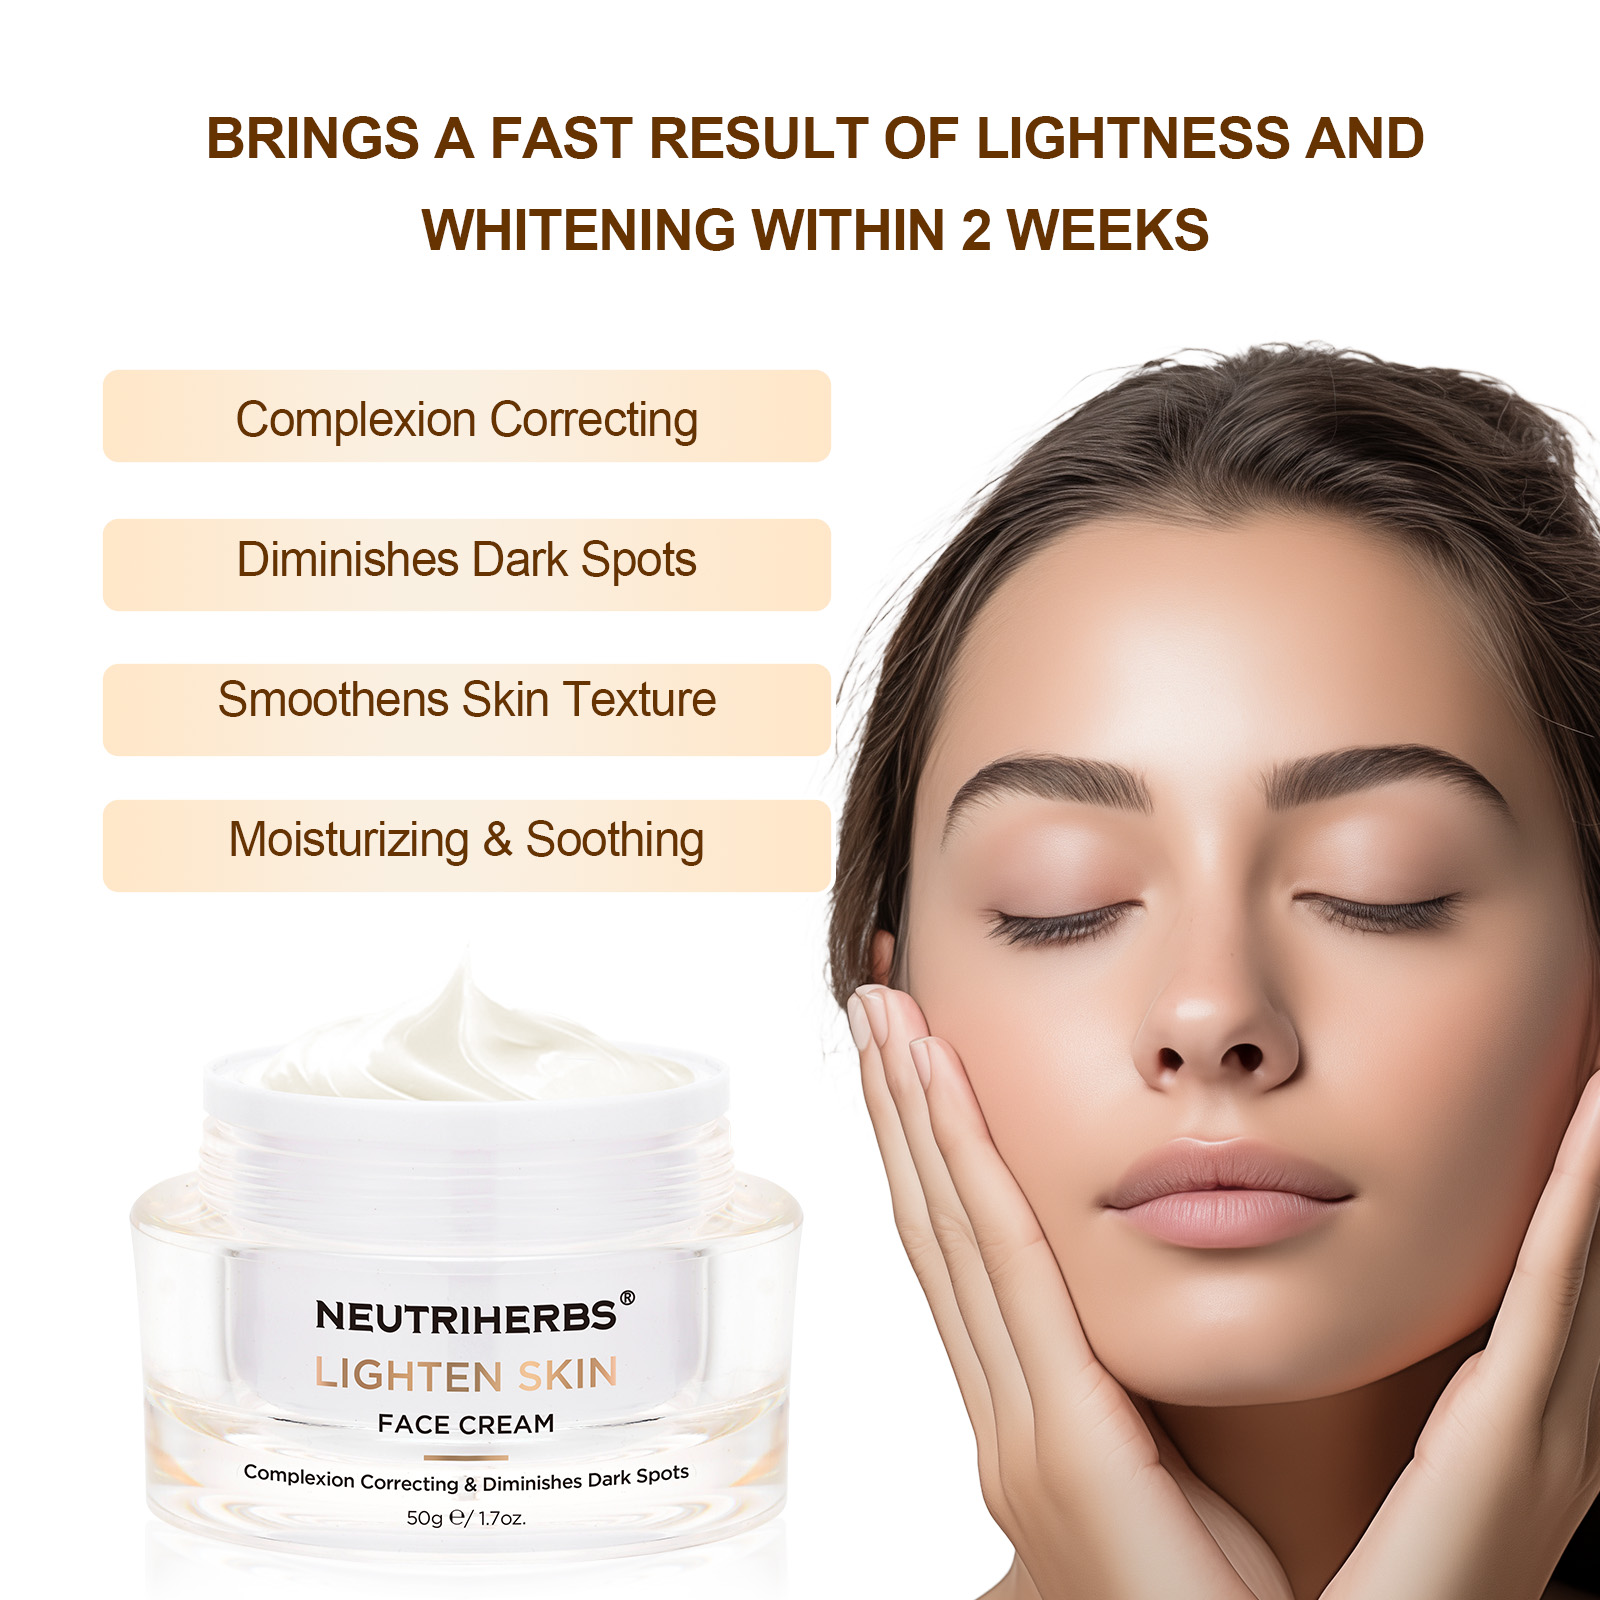 BRINGS A FAST RESULT OF LIGHTNESS AND
WHITENING WITHIN 2 WEEKS
Complexion Correcting
Diminishes Dark Spots
Smoothens Skin Texture
Moisturizing & Soothing
NEUTRIHERBS®
LIGHTEN SKIN
FACE CREAM
Complexion Correcting & Diminishes Dark Spots
50g ℮/ 1.7oz.